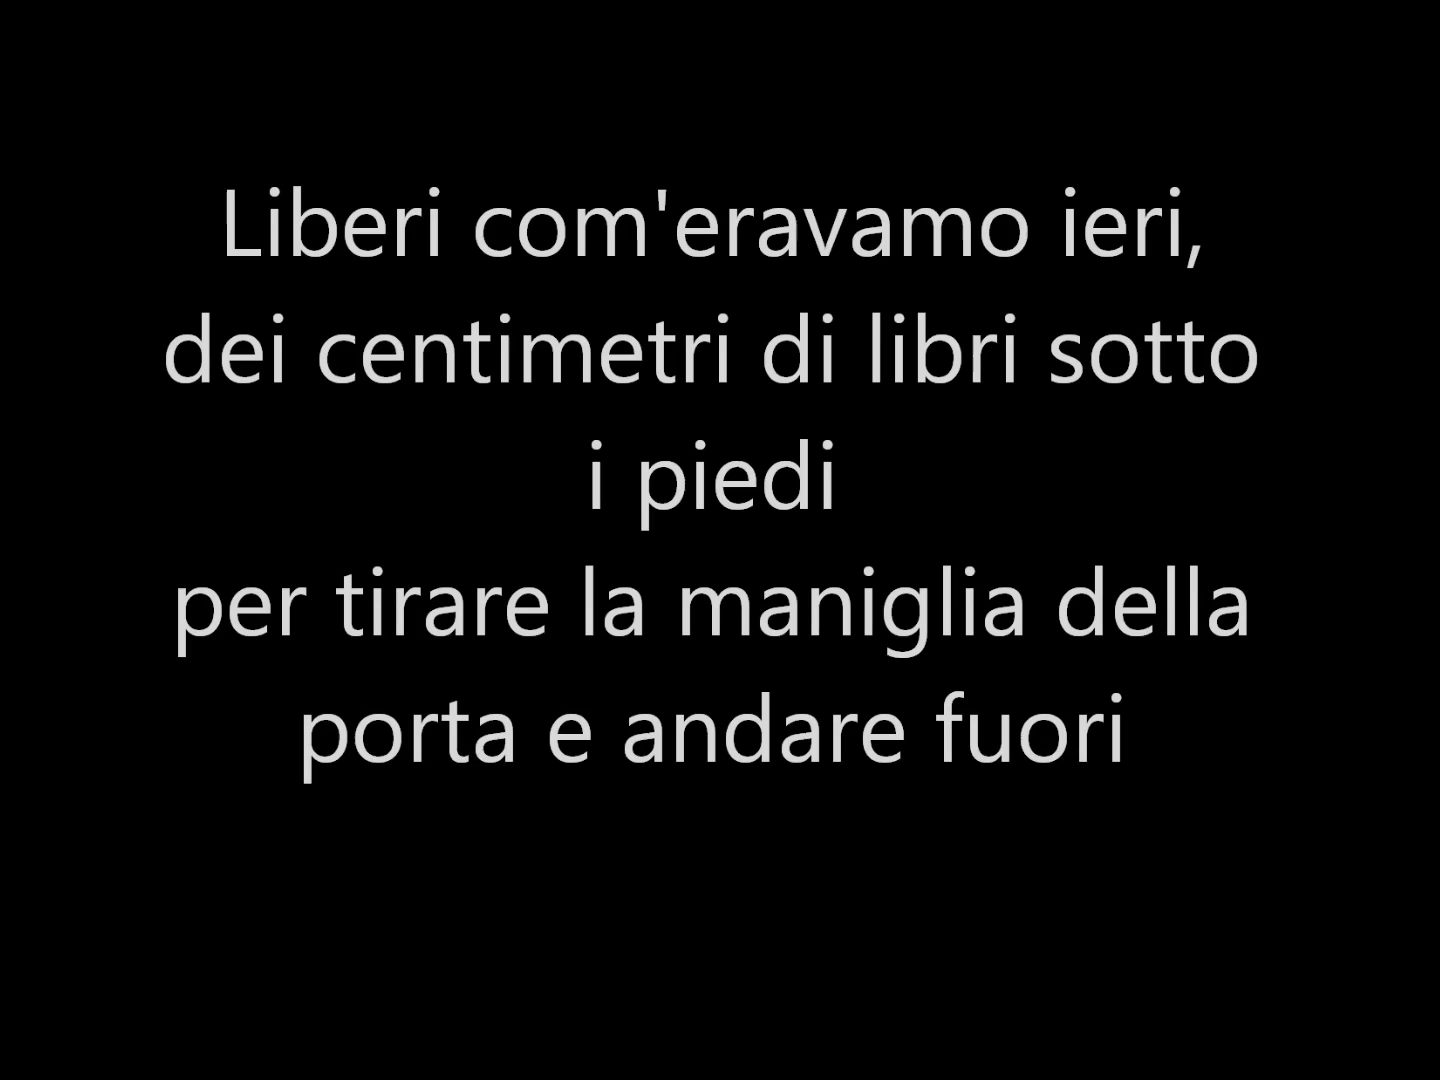 Liberi com'eravamo ieri,
dei centimetri di libri sotto
i piedi
per tirare la maniglia della
porta e andare fuori